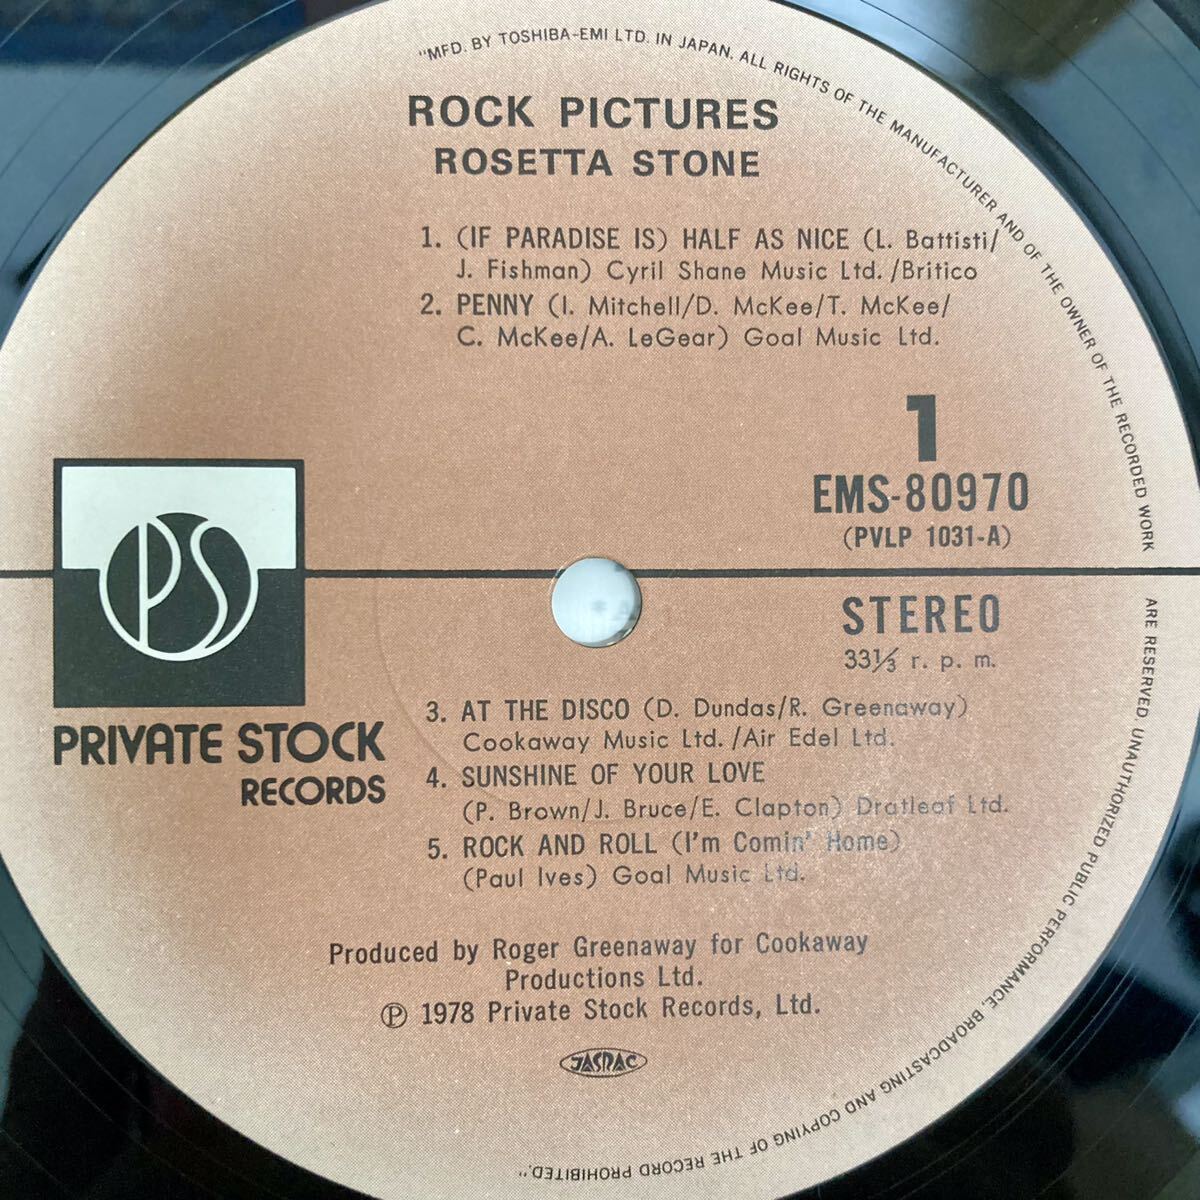 "MFD. BY TOSHIBA-EMI LTD. IN JAPAN. ALL RIGHTS OF THE MANUFACTURER AND OF THE OWNER OF THE RECORDED WORK
ARE RESERVED. UNAUTHORIZED PUBLIC PERFORMANCE, BROADCASTING AND COPYING OF THE RECORD PROHIBITED."
ROCK PICTURES
ROSETTA STONE
1. (IF PARADISE IS) HALF AS NICE (L. Battisti/
J. Fishman) Cyril Shane Music Ltd. /Britico
2. PENNY (I. Mitchell/D. McKee/T. McKee/
C. McKee/A. LeGear) Goal Music Ltd.
1
EMS-80970
(PVLP 1031-A)
PS
PRIVATE STOCK
RECORDS
STEREO
33⅓ r. p. m.
3. AT THE DISCO (D. Dundas/R. Greenaway)
Cookaway Music Ltd. /Air Edel Ltd.
4. SUNSHINE OF YOUR LOVE
(P. Brown/J. Bruce/E. Clapton) Dratleaf Ltd.
5. ROCK AND ROLL (I'm Comin' Home)
(Paul Ives) Goal Music Ltd.
Produced by Roger Greenaway for Cookaway
Productions Ltd.
Ⓟ 1978 Private Stock Records, Ltd.
JASRAC